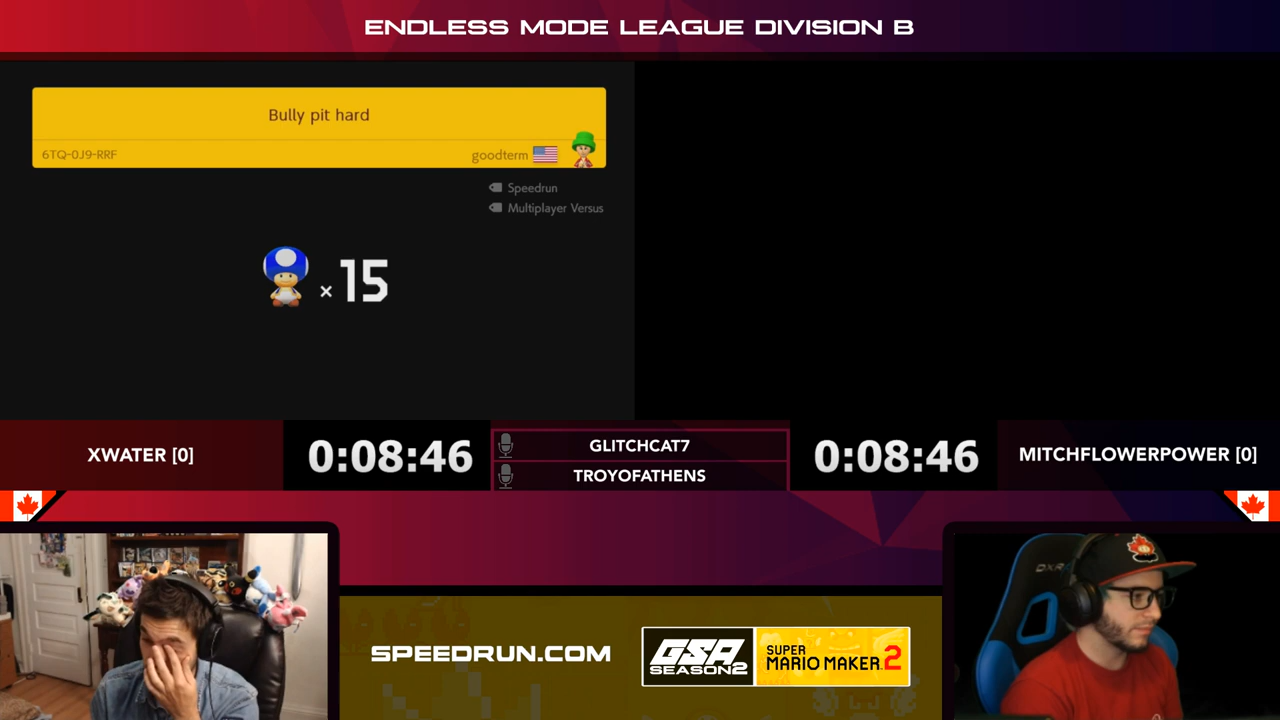 ENDLESS MODE LEAGUE DIVISION B
Bully pit hard
6TQ-0J9-RRF
goodterm
Speedrun
Multiplayer Versus
× 15
XWATER [0]
0:08:46
GLITCHCAT7
TROYOFATHENS
0:08:46
MITCHFLOWERPOWER [0]
SPEEDRUN.COM
GSA
SEASON2
SUPER
MARIO MAKER 2